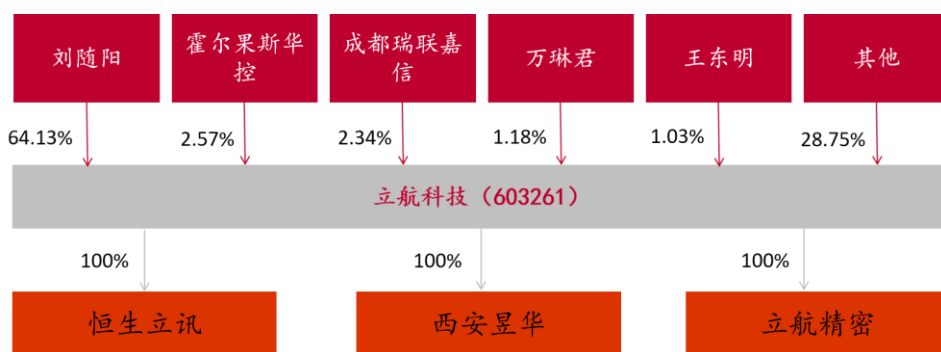 刘随阳
霍尔果斯华
控
成都瑞联嘉
信
万琳君
王东明
其他
64.13%
2.57%
2.34%
1.18%
1.03%
28.75%
立航科技（603261）
100%
100%
100%
恒生立讯
西安昱华
立航精密